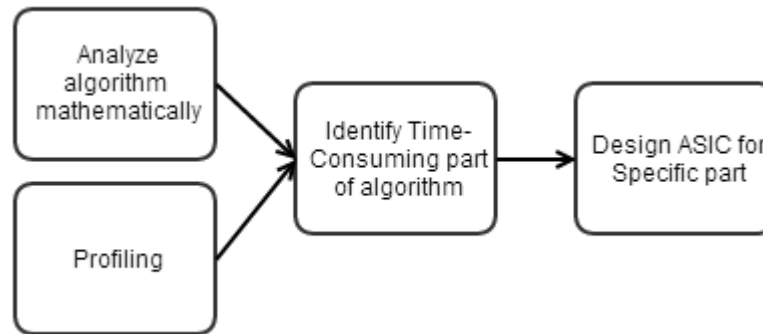 Analyze
algorithm
mathematically
Profiling
Identify Time-
Consuming part
of algorithm
Design ASIC for
Specific part